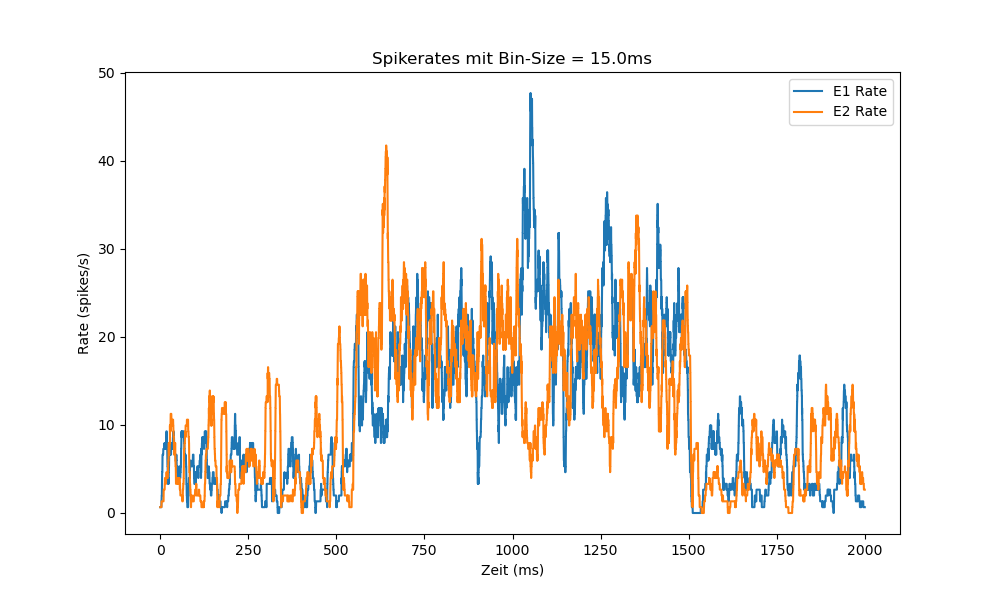 Spikerates mit Bin-Size = 15.0ms
E1 Rate
E2 Rate
50
40
30
20
10
0
Rate (spikes/s)
0 250 500 750 1000 1250 1500 1750 2000
Zeit (ms)